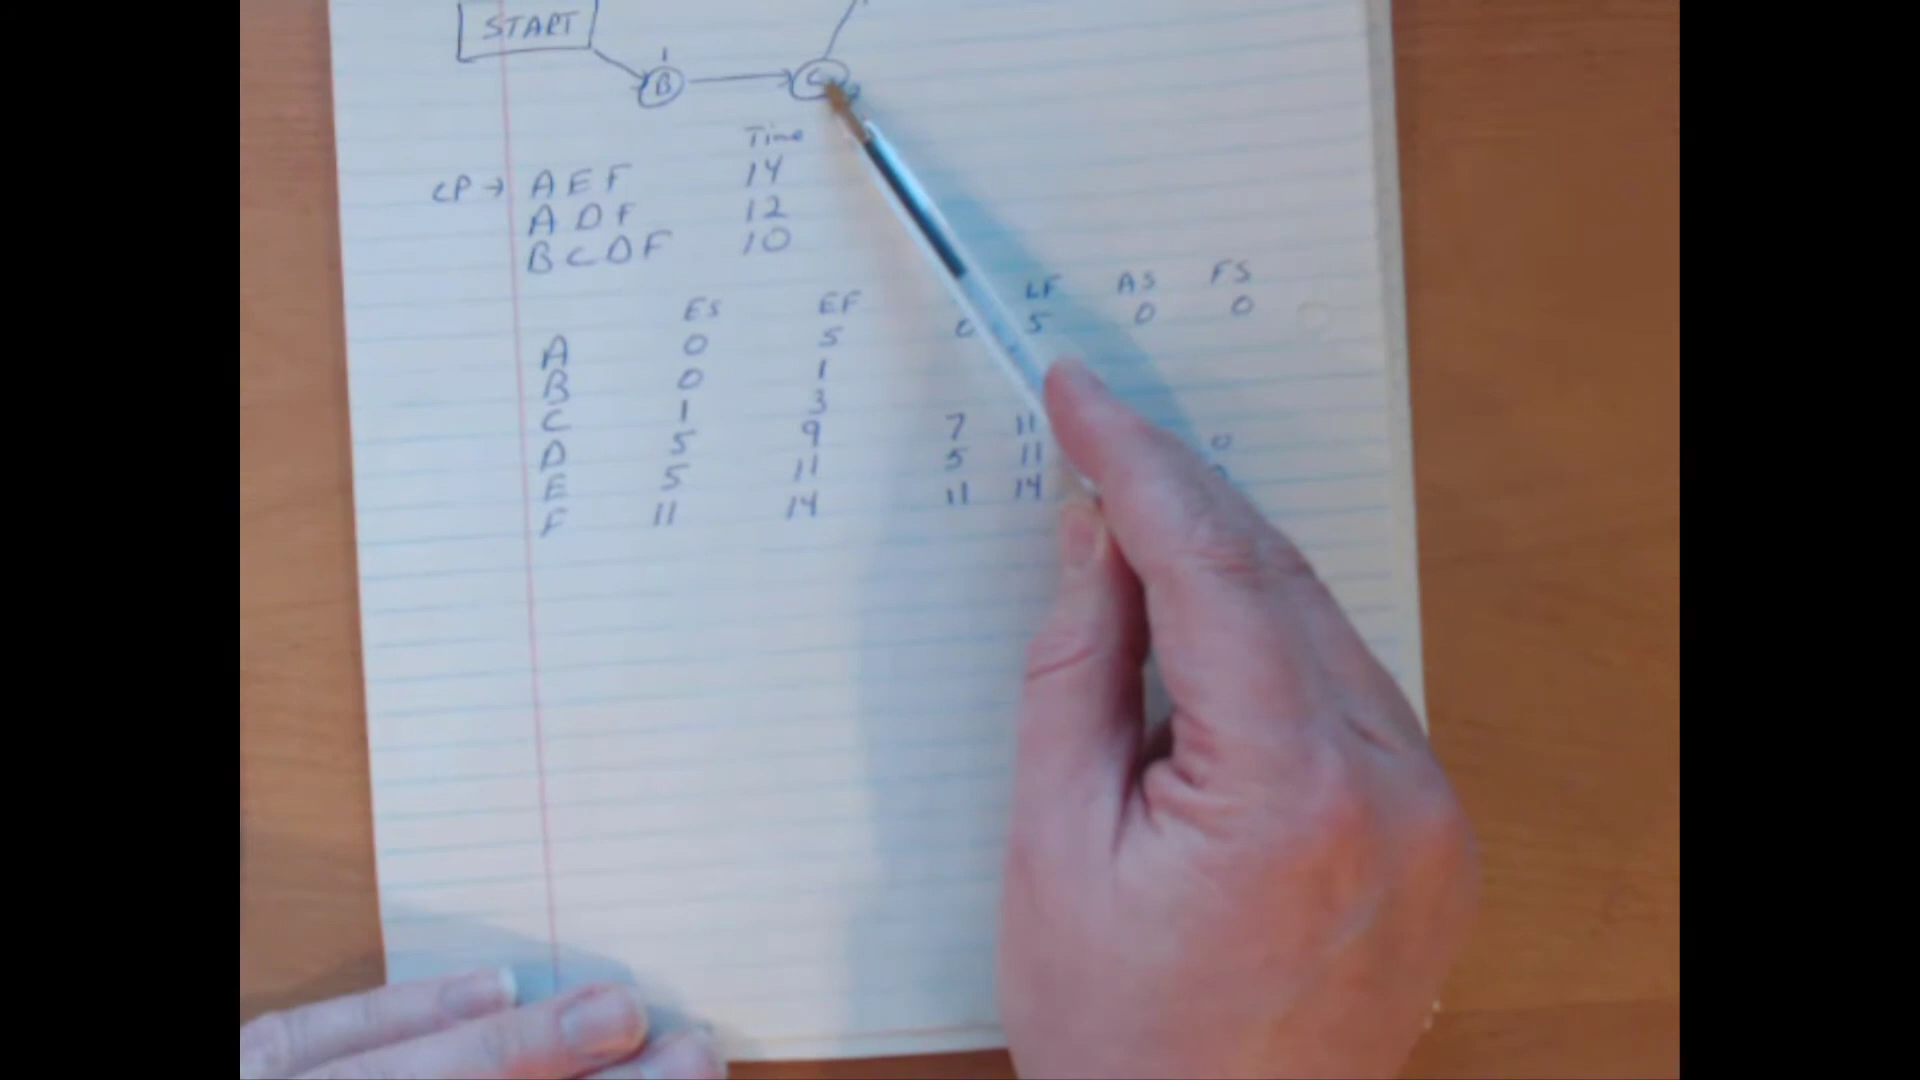 START
1
B C
Time
CP → A E F 14
A D F 12
B C D F 10
ES EF LF AS FS
A 0 5 0 5 0 0
B 0 1
C 1 3
D 5 9 7 11
E 5 11 5 11 0
F 11 14 11 14